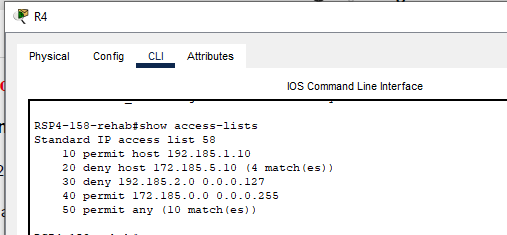 R4
Physical Config CLI Attributes
IOS Command Line Interface
RSP4-158-rehab#show access-lists
Standard IP access list 58
10 permit host 192.185.1.10
20 deny host 172.185.5.10 (4 match(es))
30 deny 192.185.2.0 0.0.0.127
40 permit 172.185.0.0 0.0.0.255
50 permit any (10 match(es))